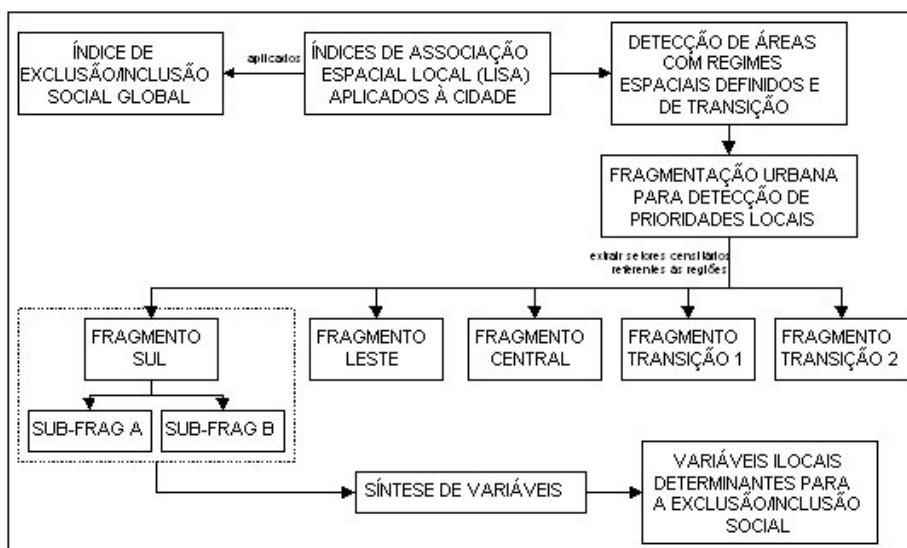 ÍNDICE DE
EXCLUSÃO/INCLUSÃO
SOCIAL GLOBAL
aplicados
ÍNDICES DE ASSOCIAÇÃO
ESPACIAL LOCAL (LISA)
APLICADOS À CIDADE
DETECÇÃO DE ÁREAS
COM REGIMES
ESPACIAIS DEFINIDOS E
DE TRANSIÇÃO
FRAGMENTAÇÃO URBANA
PARA DETECÇÃO DE
PRIORIDADES LOCAIS
extrair setores censitários
referentes às regiões
FRAGMENTO
SUL
FRAGMENTO
LESTE
FRAGMENTO
CENTRAL
FRAGMENTO
TRANSIÇÃO 1
FRAGMENTO
TRANSIÇÃO 2
SUB-FRAG A
SUB-FRAG B
SÍNTESE DE VARIÁVEIS
VARIÁVEIS ILOCAIS
DETERMINANTES PARA
A EXCLUSÃO/INCLUSÃO
SOCIAL